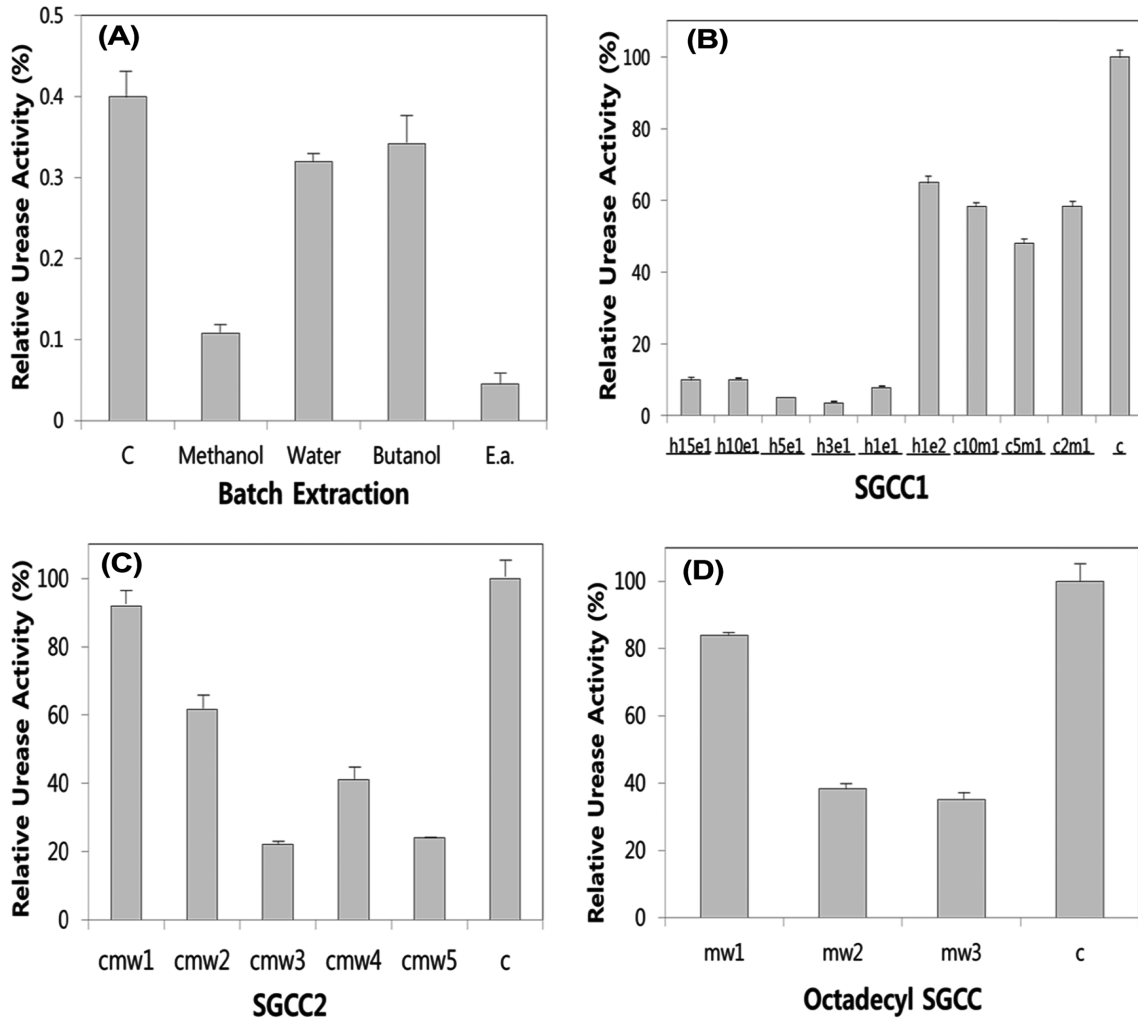 (A)
Relative Urease Activity (%)
0.5
0.4
0.3
0.2
0.1
0
C Methanol Water Butanol E.a.
Batch Extraction
(B)
Relative Urease Activity (%)
100
80
60
40
20
0
h15e1 h10e1 h5e1 h3e1 h1e1 h1e2 c10m1 c5m1 c2m1 c
SGCC1
(C)
Relative Urease Activity (%)
100
80
60
40
20
0
cmw1 cmw2 cmw3 cmw4 cmw5 c
SGCC2
(D)
Relative Urease Activity (%)
100
80
60
40
20
0
mw1 mw2 mw3 c
Octadecyl SGCC